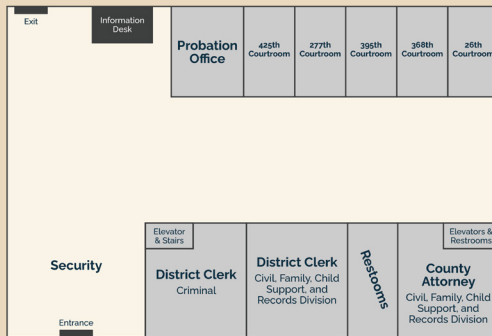 Exit
Information
Desk
Probation
Office
425th
Courtroom
277th
Courtroom
395th
Courtroom
368th
Courtroom
26th
Courtroom
Elevator
& Stairs
Elevators &
Restrooms
Security
District Clerk
Criminal
District Clerk
Civil, Family, Child
Support, and
Records Division
Restooms
County
Attorney
Civil, Family, Child
Support, and
Records Division
Entrance